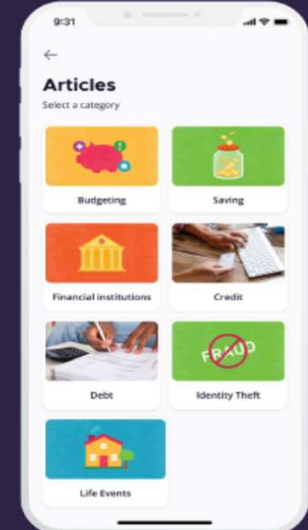 9:31
Articles
Select a category
Budgeting
Saving
Financial institutions
Credit
FRAUD
Debt
Identity Theft
Life Events